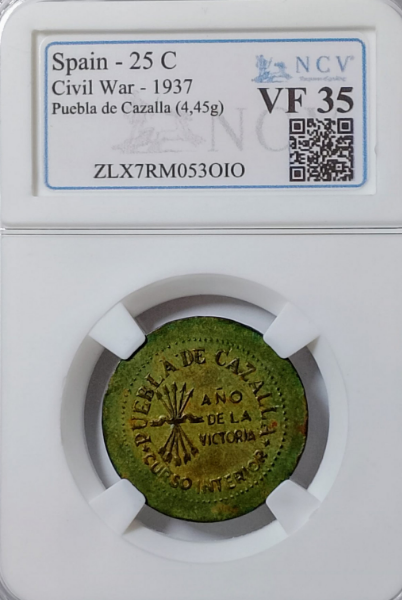 Spain - 25 C
NCV
Civil War - 1937
Puebla de Cazalla (4,45g)
VF 35
NCV
ZLX7RM053OIO
PUEBLA DE CAZALLA
AÑO
DE LA
VICTORIA
CURSO INTERIOR